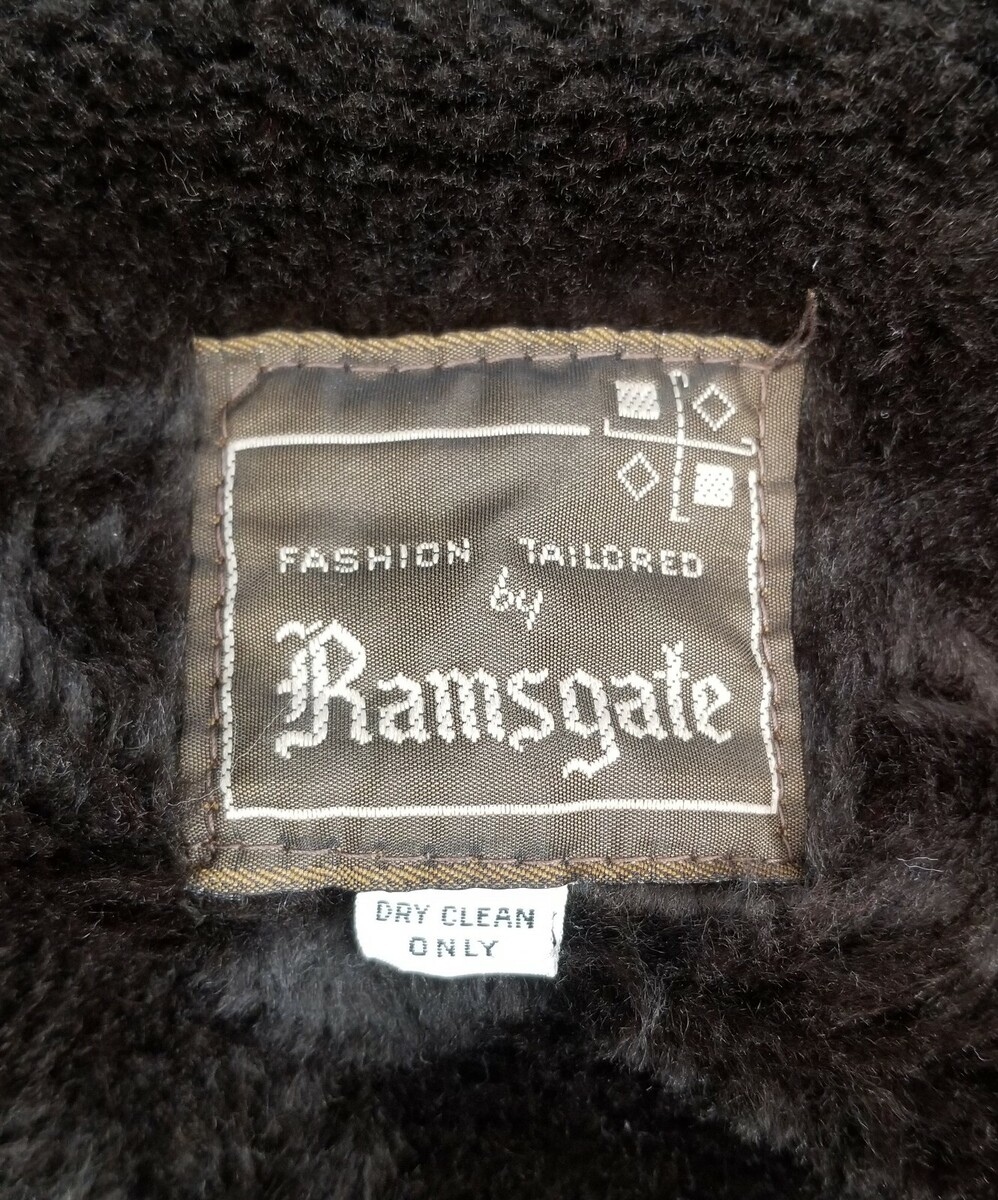 FASHION TAILORED
by
Ramsgate
DRY CLEAN
ONLY